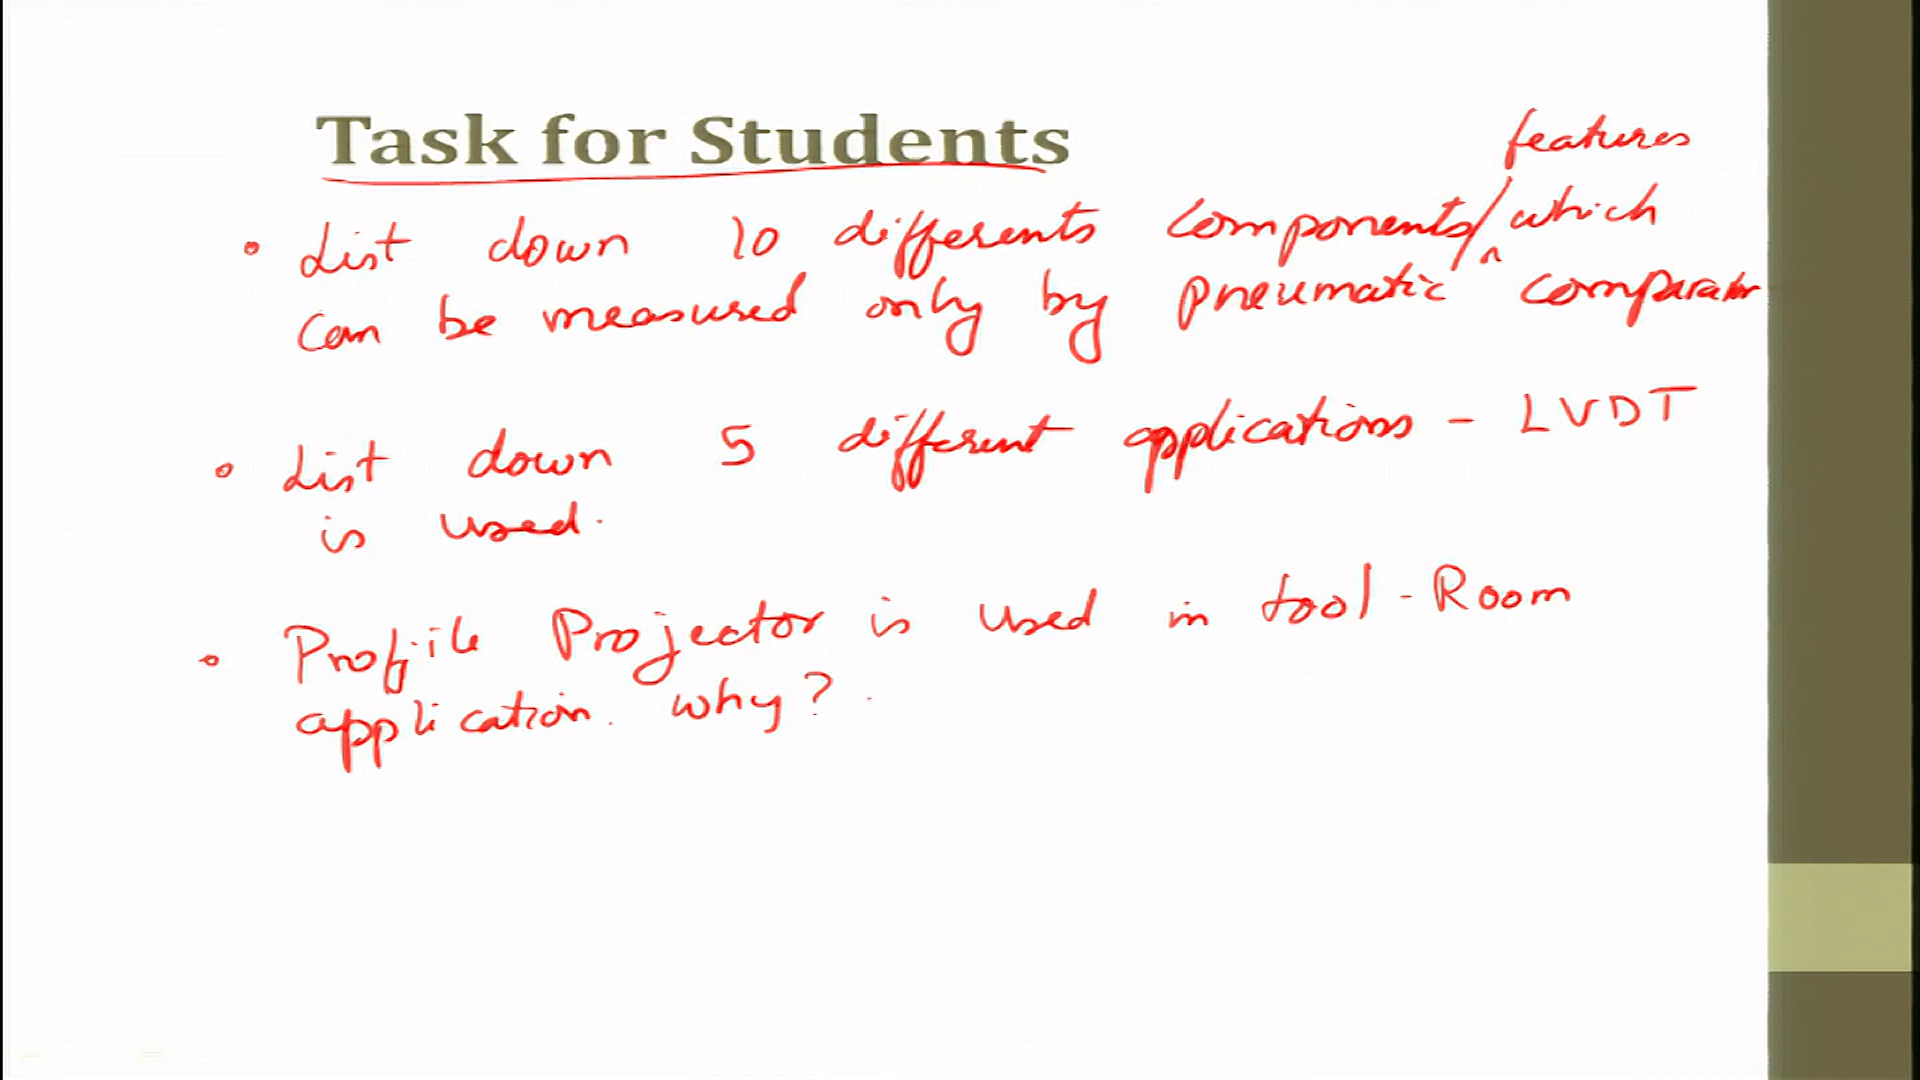 Task for Students
features
• List down 10 differents components/ which
can be measured only by pneumatic ^ comparator
• List down 5 different applications - LVDT
is used.
• Profile Projector is used in tool-Room
application. why?